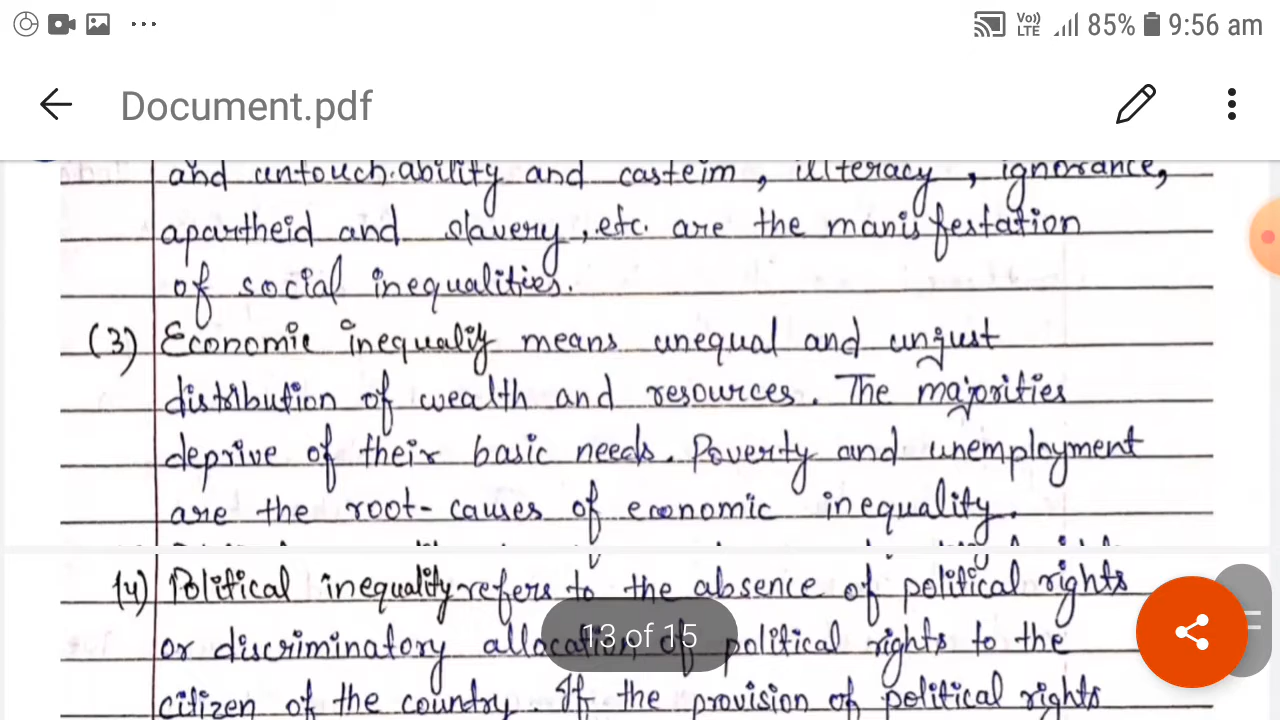 85% 9:56 am
Document.pdf
and untouch.ability and casteim, illteracy, ignorance,
apartheid and slavery, etc. are the manisfestation
of social inequalities.
(3) Economic inequality means unequal and unjust
distribution of wealth and resources. The majorities
deprive of their basic needs. Poverty and unemployment
are the root-causes of economic inequality.
(4) Political inequality refers to the absence of political rights
or discriminatory allocation of political rights to the
13 of 15
citizen of the country. If the provision of political rights